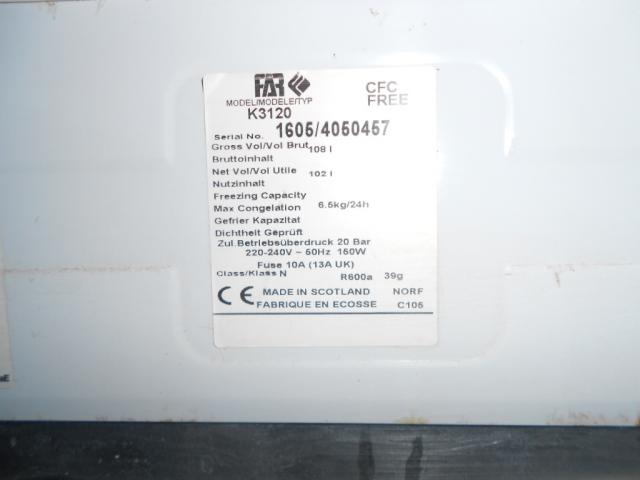 FAR
CFC
FREE
MODEL/MODELE/TYP
K3120
Serial No. 1605/4050457
Gross Vol/Vol Brut 108 l
Bruttoinhalt
Net Vol/Vol Utile 102 l
Nutzinhalt
Freezing Capacity
Max Congelation 6.5kg/24h
Gefrier Kapazitat
Dichtheit Geprüft
Zul.Betriebsüberdruck 20 Bar
220-240V ~ 50Hz 150W
Fuse 10A (13A UK)
Class/Klass N R600a 39g
CE MADE IN SCOTLAND NORF
FABRIQUE EN ECOSSE C105